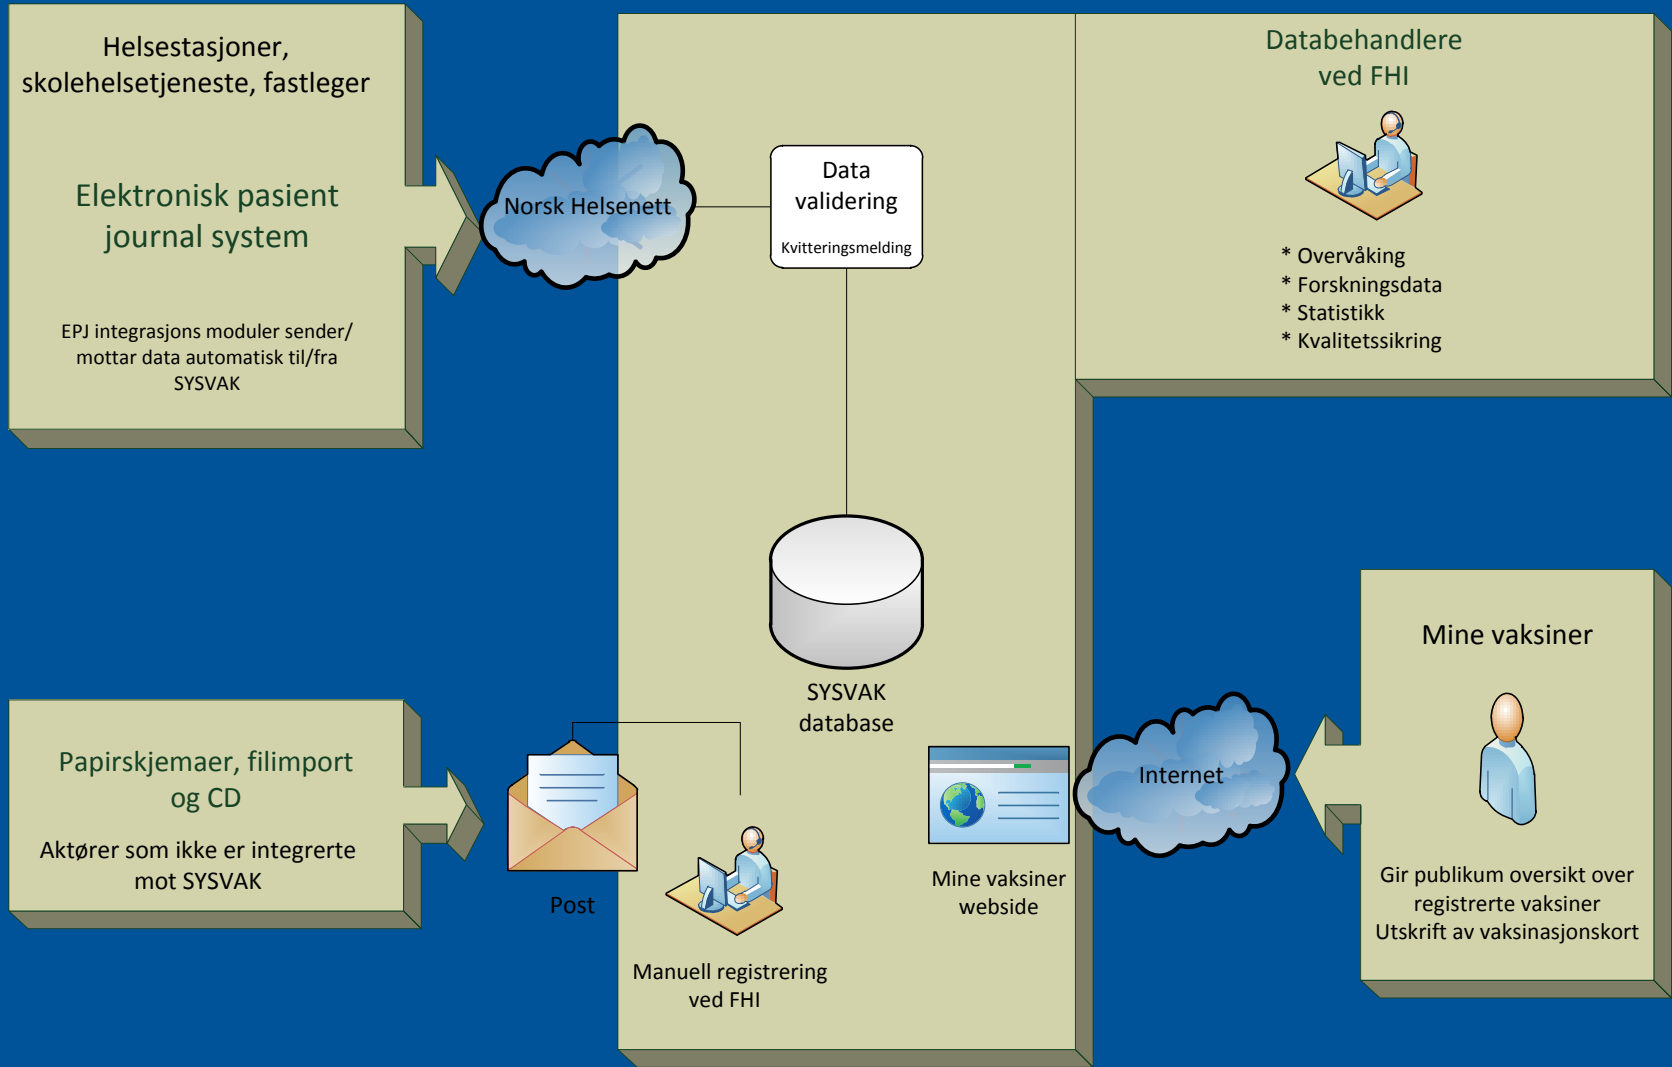 Helsestasjoner,
skolehelsetjeneste, fastleger
Elektronisk pasient
journal system
EPJ integrasjons moduler sender/
mottar data automatisk til/fra
SYSVAK
Norsk Helsenett
Data
validering
Kvitteringsmelding
Databehandlere
ved FHI
* Overvåking
* Forskningsdata
* Statistikk
* Kvalitetssikring
SYSVAK
database
Papirskjemaer, filimport
og CD
Aktører som ikke er integrerte
mot SYSVAK
Post
Manuell registrering
ved FHI
Mine vaksiner
webside
Internet
Mine vaksiner
Gir publikum oversikt over
registrerte vaksiner
Utskrift av vaksinasjonskort